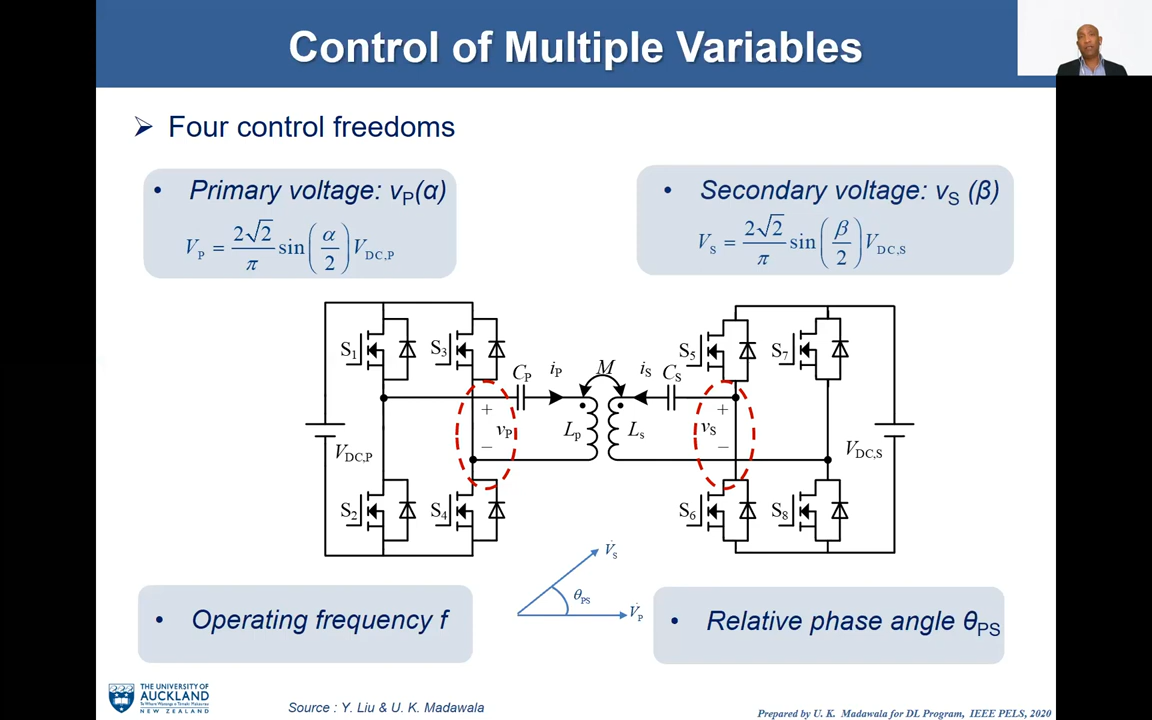 Control of Multiple Variables
➢ Four control freedoms
• Primary voltage: vP(α)
VP = 2√2/π sin(α/2) VDC,P
• Secondary voltage: vS (β)
VS = 2√2/π sin(β/2) VDC,S
S1
S3
CP
iP
M
iS
CS
S5
S7
+
vP
−
Lp
Ls
+
vS
−
VDC,P
VDC,S
S2
S4
S6
S8
VS
θPS
VP
• Operating frequency f
• Relative phase angle θPS
THE UNIVERSITY OF
AUCKLAND
NEW ZEALAND
Source : Y. Liu & U. K. Madawala
Prepared by U. K. Madawala for DL Program, IEEE PELS, 2020